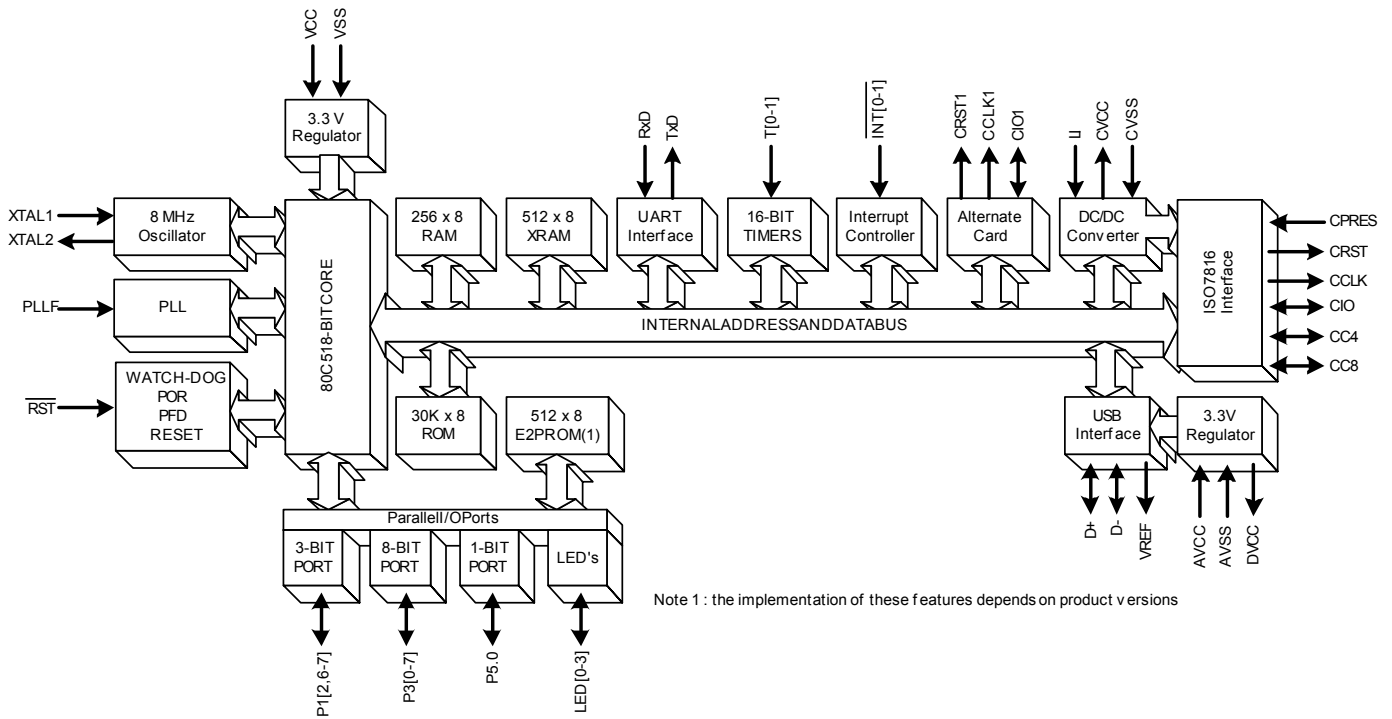 VCC
VSS
3.3 V
Regulator
XTAL1
XTAL2
8 MHz
Oscillator
PLLF
PLL
RST
WATCH-DOG
POR
PFD
RESET
80C518-BIT CORE
256 x 8
RAM
512 x 8
XRAM
RxD
TxD
UART
Interface
T[0-1]
16-BIT
TIMERS
INT[0-1]
Interrupt
Controller
CRST1
CCLK1
CIO1
Alternate
Card
LI
CVCC
CVSS
DC/DC
Converter
ISO7816
Interface
CPRES
CRST
CCLK
CIO
CC4
CC8
INTERNALADDRESSANDDATABUS
30K x 8
ROM
512 x 8
E2PROM(1)
USB
Interface
3.3V
Regulator
D+
D-
VREF
AVCC
AVSS
DVCC
ParallelI/OPorts
3-BIT
PORT
8-BIT
PORT
1-BIT
PORT
LED's
P1[2,6-7]
P3[0-7]
P5.0
LED[0-3]
Note 1 : the implementation of these features depends on product versions